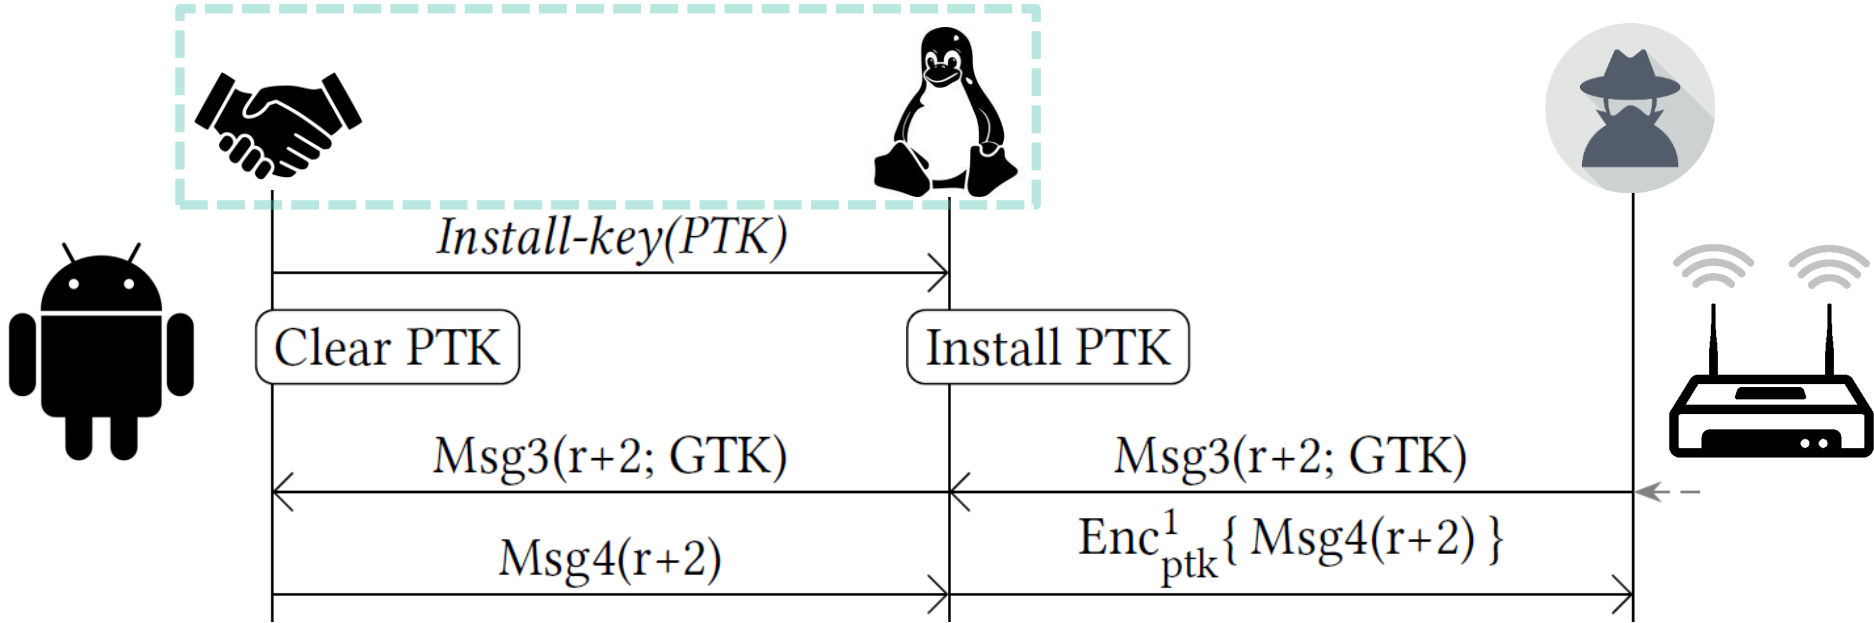 Install-key(PTK)
Clear PTK
Install PTK
Msg3(r+2; GTK)
Msg3(r+2; GTK)
Msg4(r+2)
Enc¹ₚₜₖ{ Msg4(r+2) }